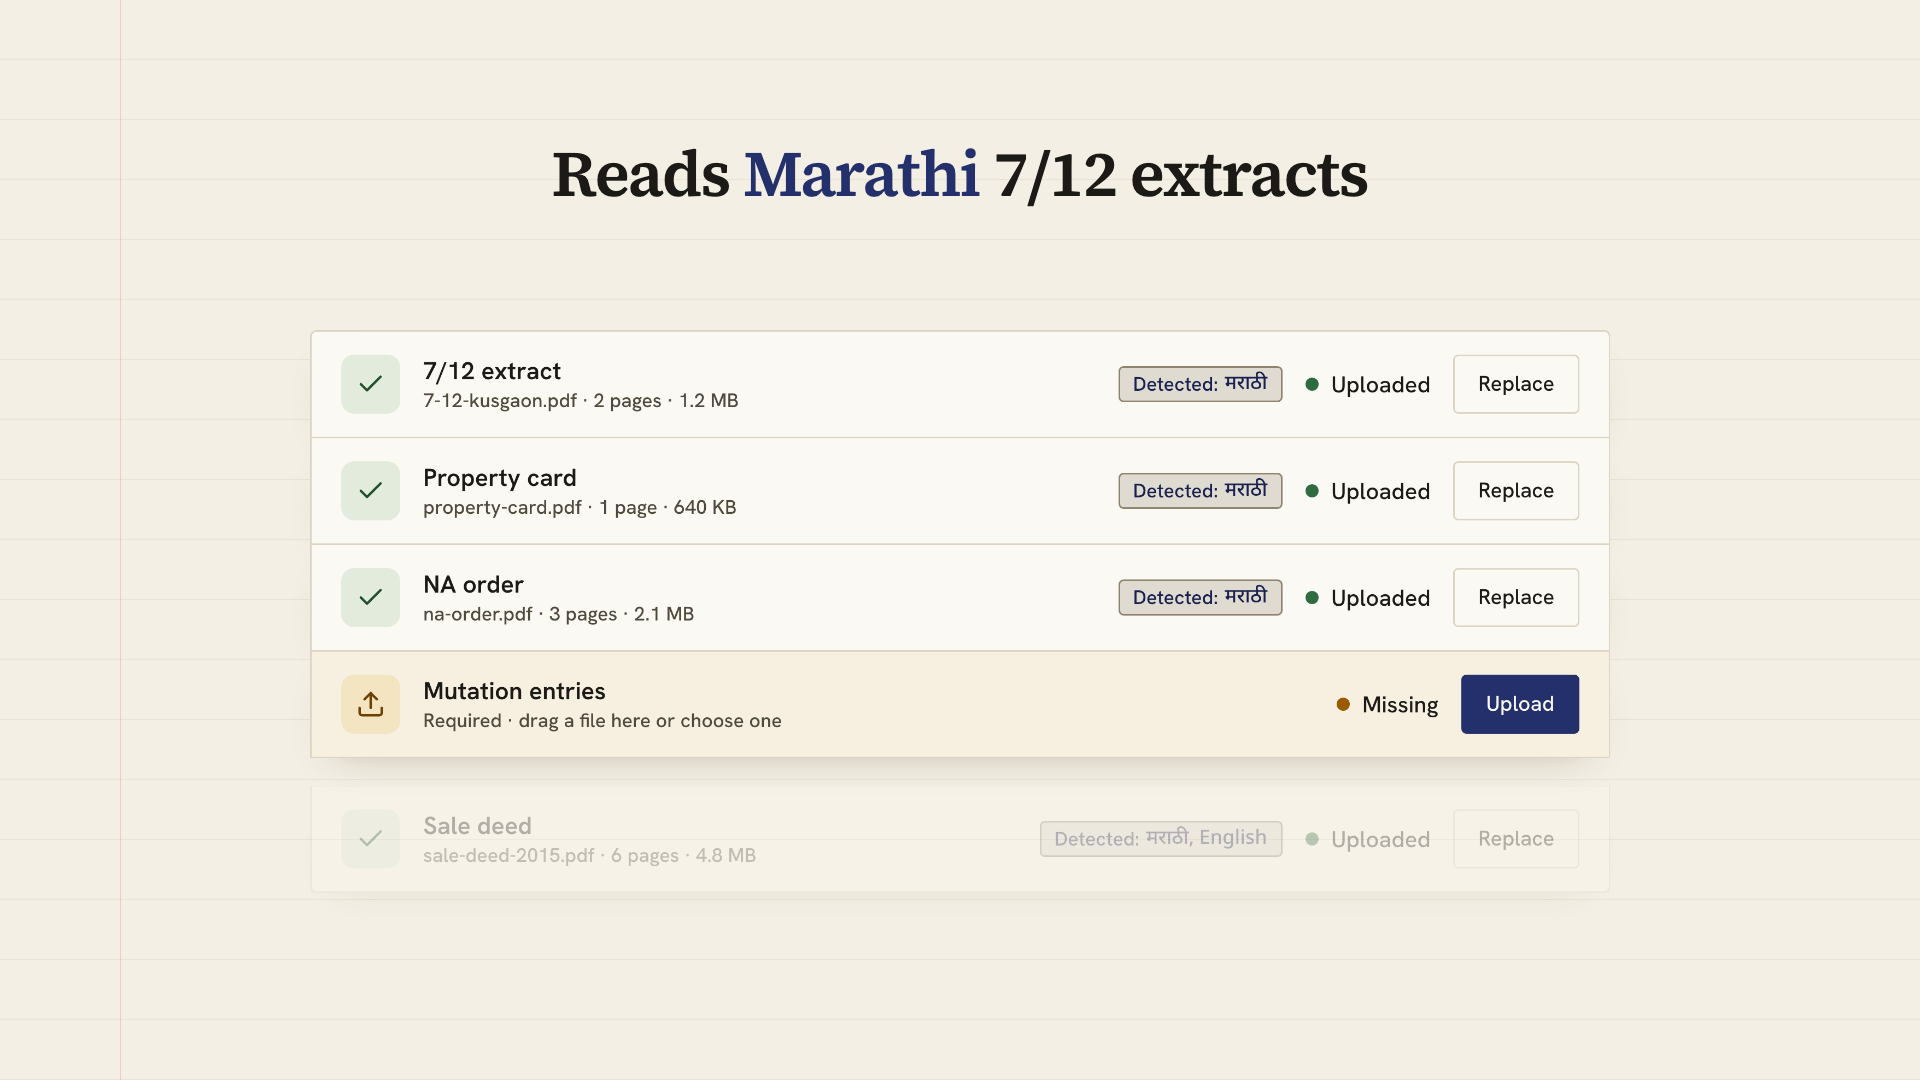 Reads Marathi 7/12 extracts
7/12 extract
7-12-kusgaon.pdf · 2 pages · 1.2 MB
Detected: मराठी
Uploaded
Replace
Property card
property-card.pdf · 1 page · 640 KB
Detected: मराठी
Uploaded
Replace
NA order
na-order.pdf · 3 pages · 2.1 MB
Detected: मराठी
Uploaded
Replace
Mutation entries
Required · drag a file here or choose one
Missing
Upload
Sale deed
sale-deed-2015.pdf · 6 pages · 4.8 MB
Detected: मराठी, English
Uploaded
Replace